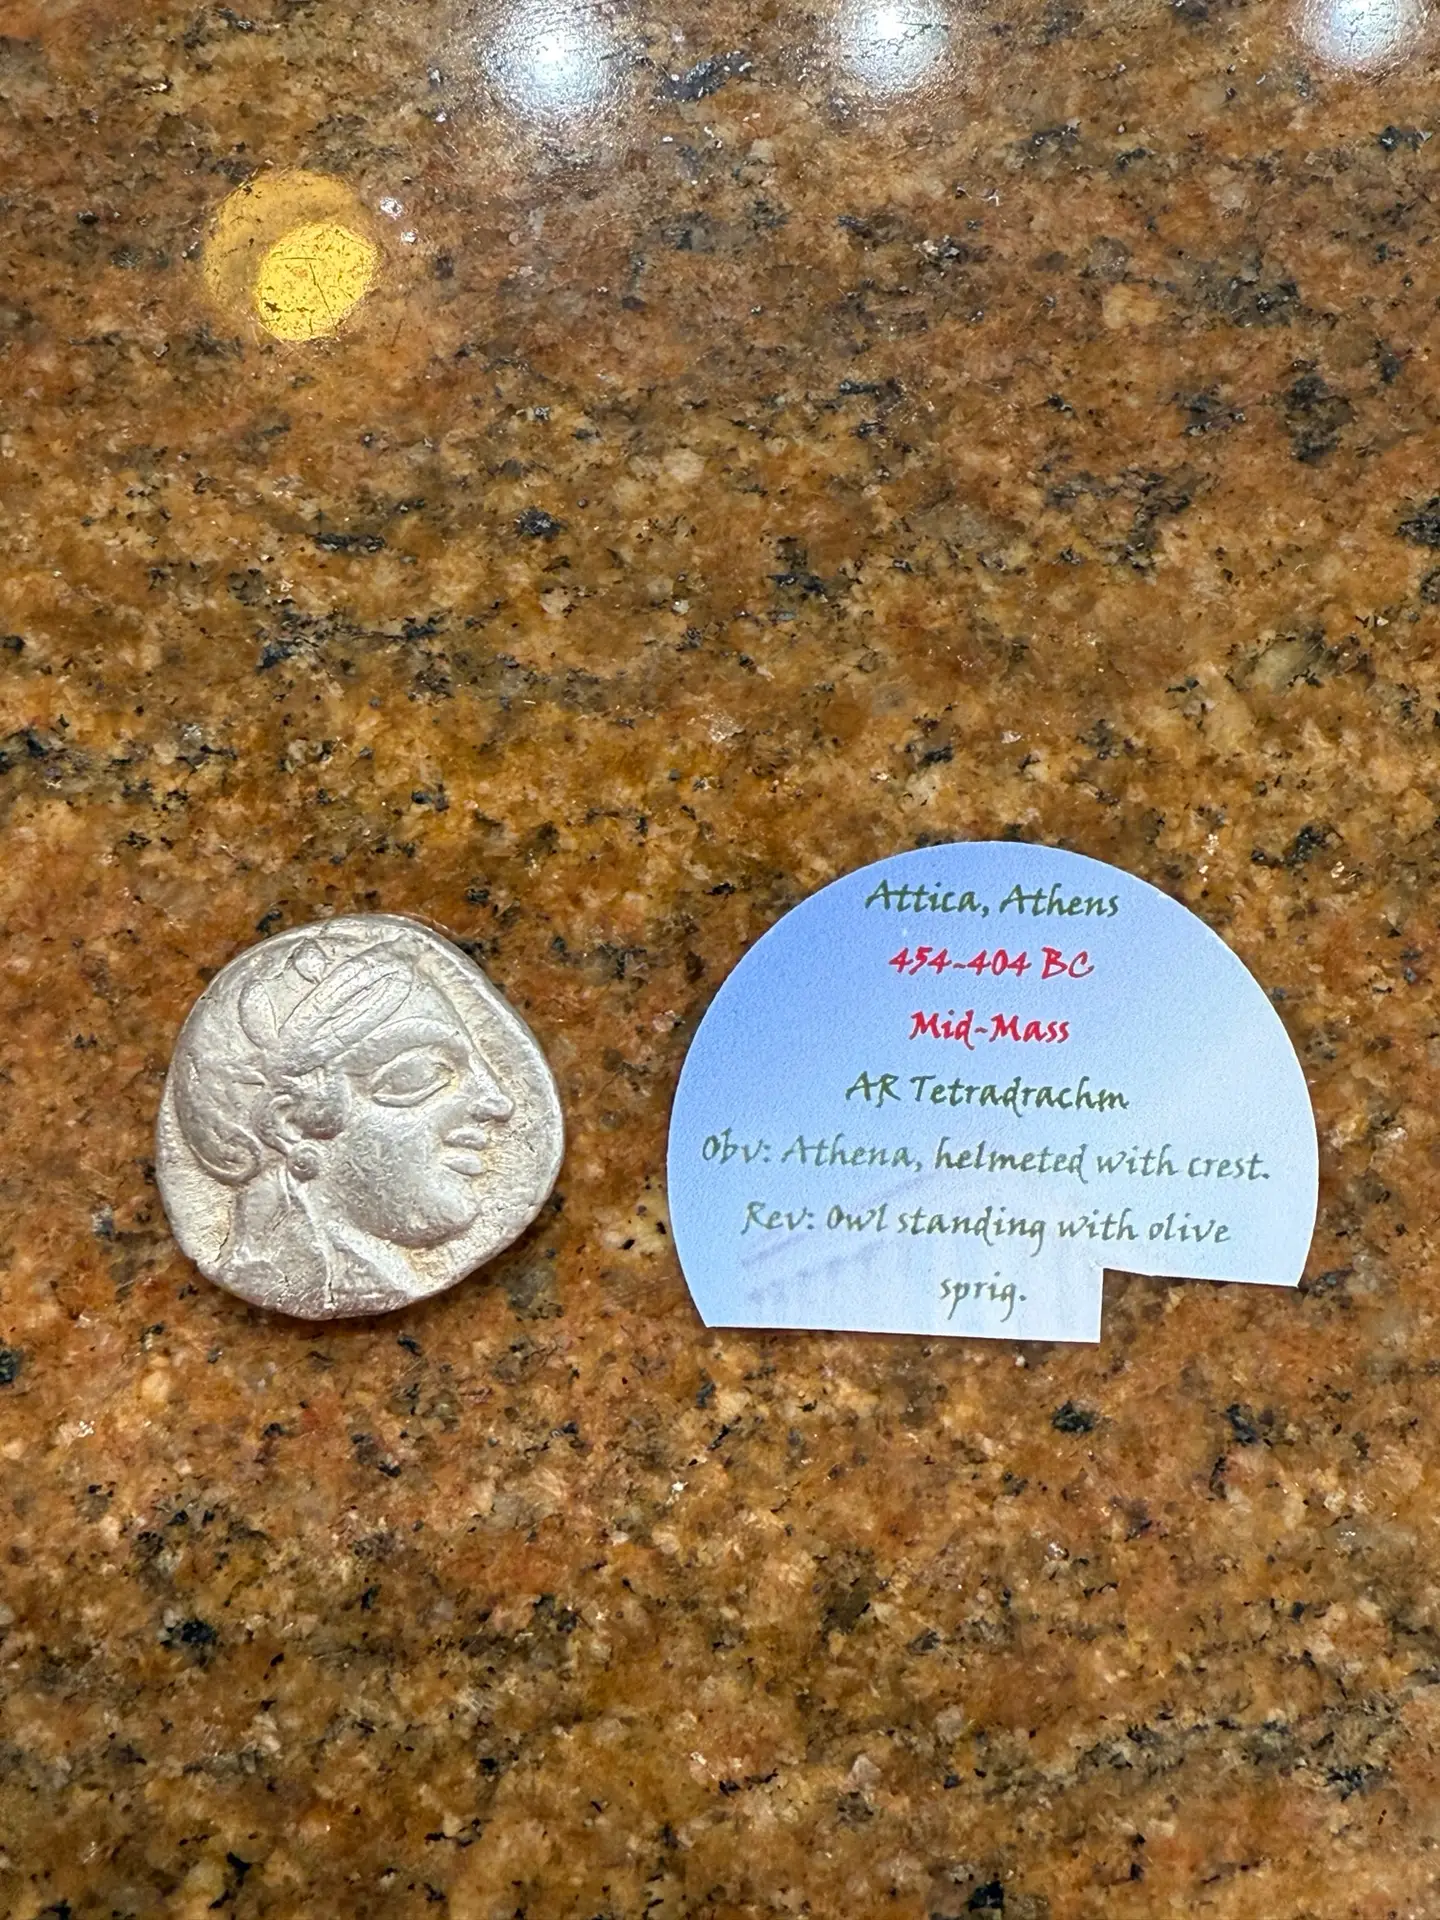 Attica, Athens
454-404 BC
Mid-Mass
AR Tetradrachm
Obv: Athena, helmeted with crest.
Rev: Owl standing with olive
sprig.